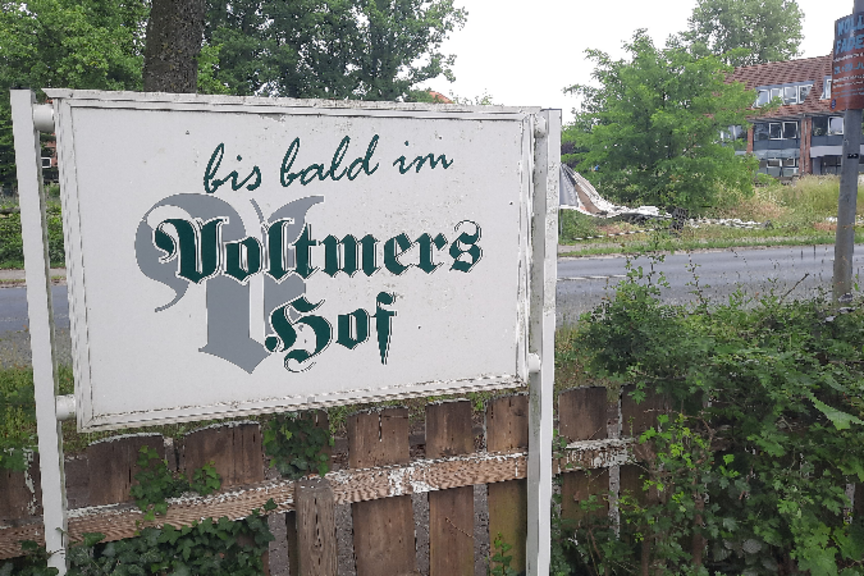 bis bald im
Voltmers
Hof